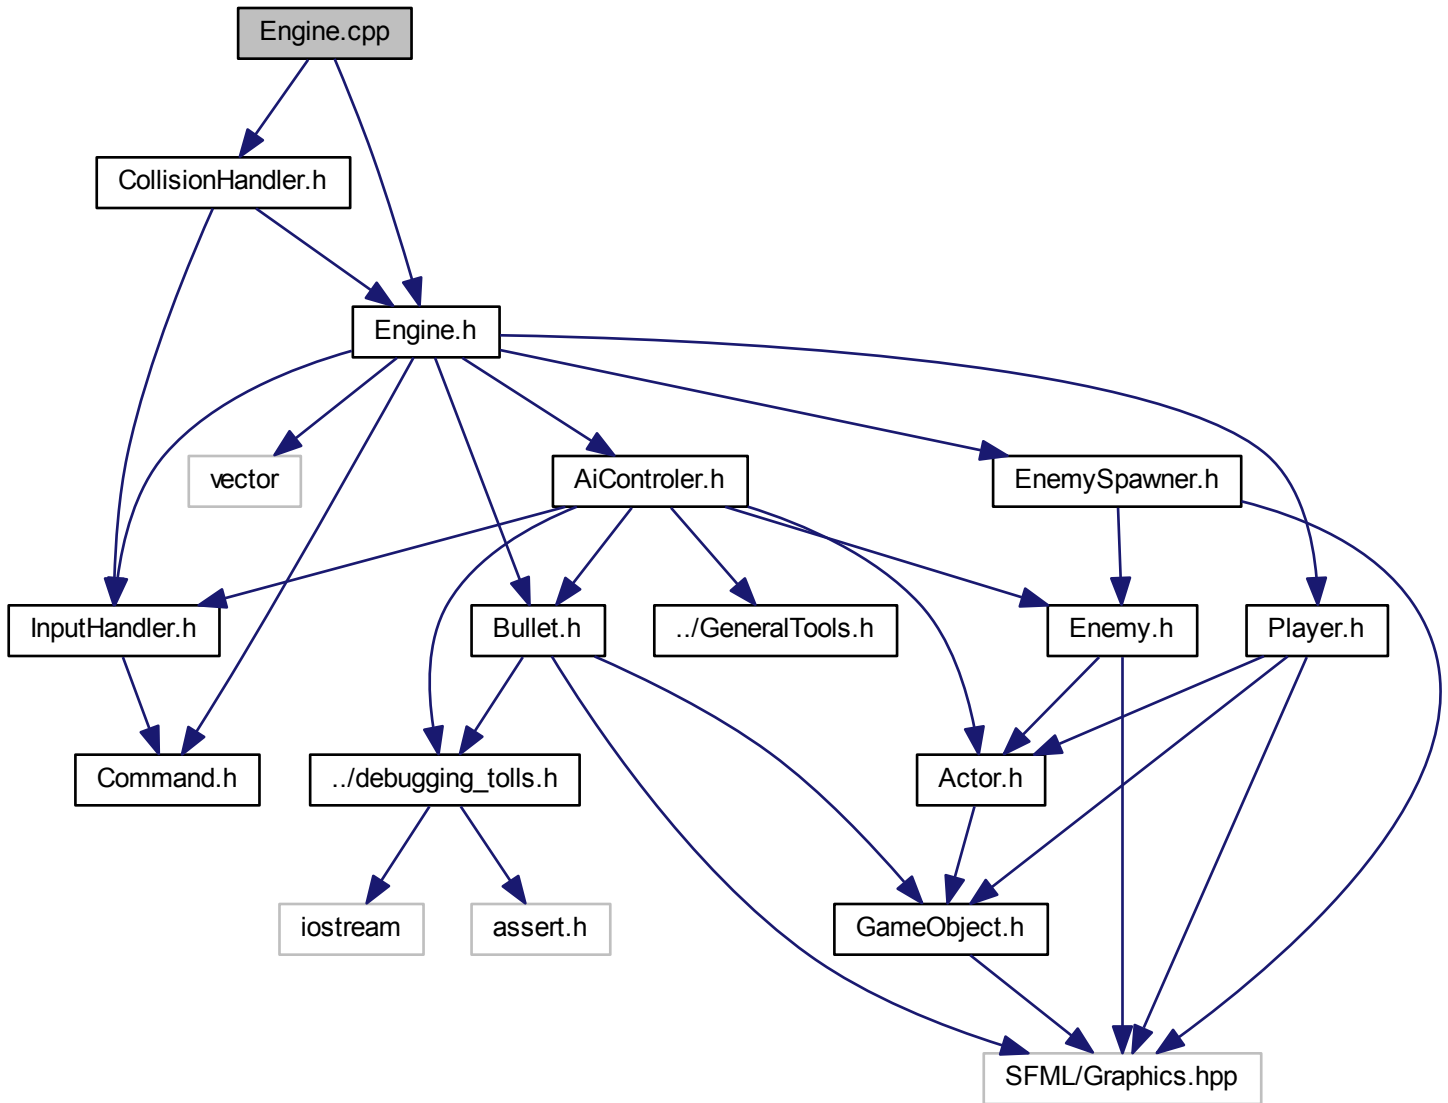 Engine.cpp
CollisionHandler.h
Engine.h
vector
AiControler.h
EnemySpawner.h
InputHandler.h
Bullet.h
../GeneralTools.h
Enemy.h
Player.h
Command.h
../debugging_tolls.h
Actor.h
iostream
assert.h
GameObject.h
SFML/Graphics.hpp